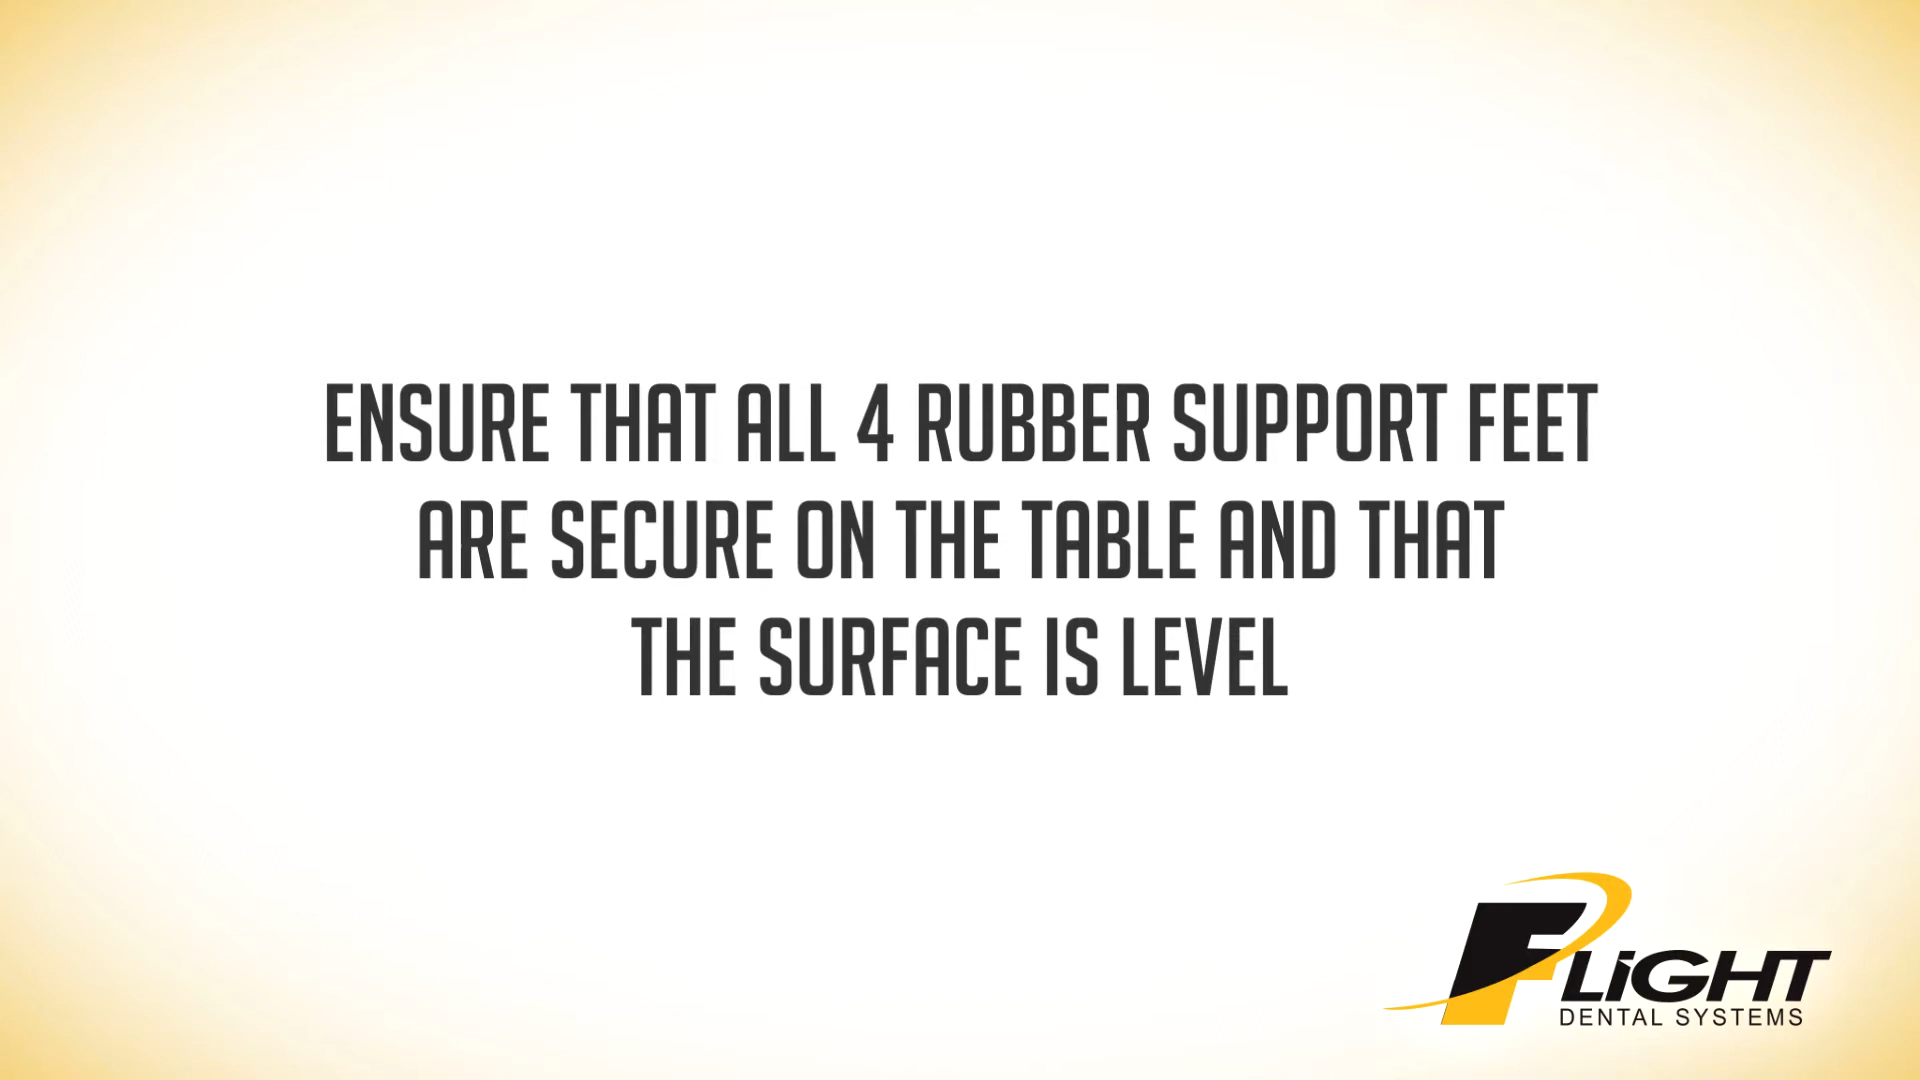 ENSURE THAT ALL 4 RUBBER SUPPORT FEET
ARE SECURE ON THE TABLE AND THAT
THE SURFACE IS LEVEL
FLiGHT
DENTAL SYSTEMS